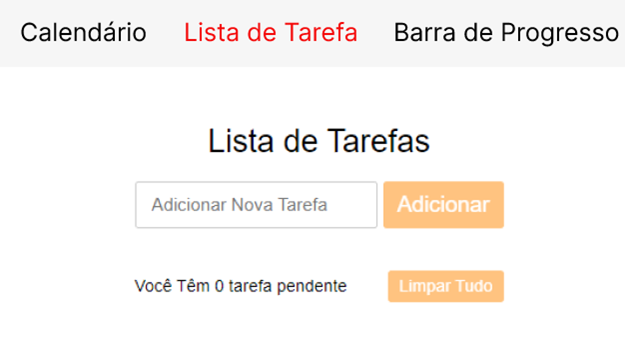 Calendário Lista de Tarefa Barra de Progresso
Lista de Tarefas
Adicionar Nova Tarefa Adicionar
Você Têm 0 tarefa pendente Limpar Tudo